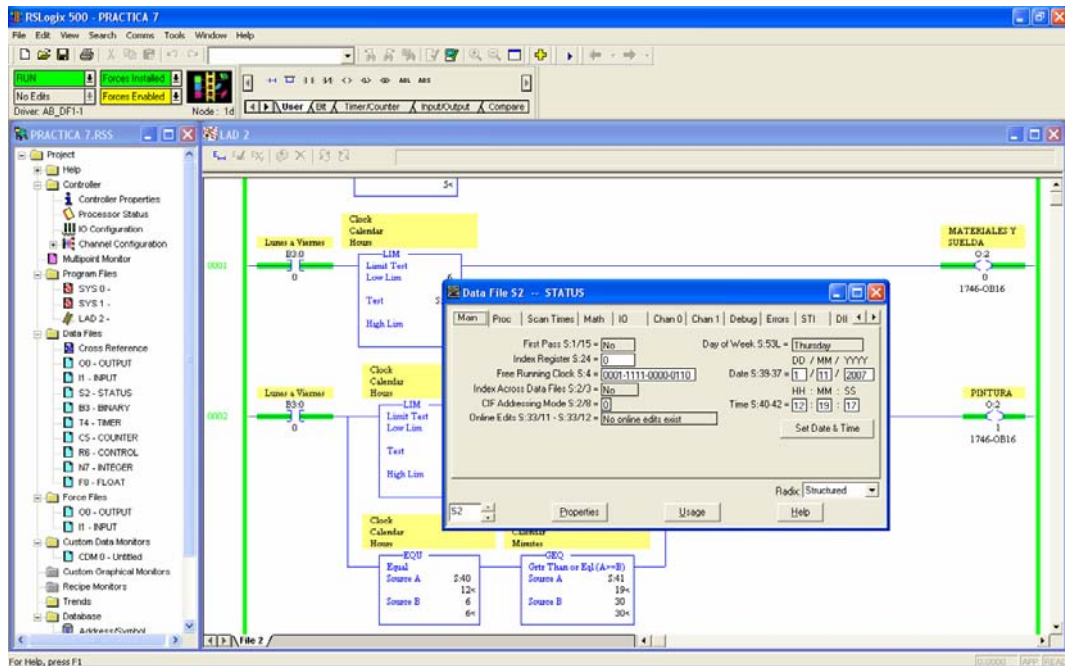 RSLogix 500 - PRACTICA 7
File Edit View Search Comms Tools Window Help
RUN
Forces Installed
No Edits
Forces Enabled
Driver: AB_DF1-1
Node : 1d
ABL ABS
User Bit Timer/Counter Input/Output Compare
PRACTICA 7.RSS
Project
Help
Controller
Controller Properties
Processor Status
IO Configuration
Channel Configuration
Multipoint Monitor
Program Files
SYS 0 -
SYS 1 -
LAD 2 -
Data Files
Cross Reference
O0 - OUTPUT
I1 - INPUT
S2 - STATUS
B3 - BINARY
T4 - TIMER
C5 - COUNTER
R6 - CONTROL
N7 - INTEGER
F8 - FLOAT
Force Files
O0 - OUTPUT
I1 - INPUT
Custom Data Monitors
CDM 0 - Untitled
Custom Graphical Monitors
Recipe Monitors
Trends
Database
Address/Symbol
LAD 2
5<
0001
Lunes a Viernes
B3:0
0
Clock
Calendar
Hours
LIM
Limit Test
Low Lim 6
Test
High Lim
MATERIALES Y
SUELDA
O:2
0
1746-OB16
0002
Lunes a Viernes
B3:0
0
Clock
Calendar
Hours
LIM
Limit Test
Low Lim
Test
High Lim
PINTURA
O:2
1
1746-OB16
Clock
Calendar
Hours
EQU
Equal
Source A S:40
12<
Source B 6
6<
Calendar
Minutes
GEQ
Grtr Than or Eql (A>=B)
Source A S:41
19<
Source B 30
30<
Data File S2 -- STATUS
Main Proc Scan Times Math IO Chan 0 Chan 1 Debug Errors STI DII
First Pass S:1/15 = No
Index Register S:24 = 0
Free Running Clock S:4 = 0001-1111-0000-0110
Index Across Data Files S:2/3 = No
CIF Addressing Mode S:2/8 = 0
Online Edits S:33/11 - S:33/12 = No online edits exist
Day of Week S:53L = Thursday
DD / MM / YYYY
Date S:39-37 = 1 / 11 / 2007
HH : MM : SS
Time S:40-42 = 12 : 19 : 17
Set Date & Time
Radix: Structured
S2
Properties
Usage
Help
File 2
For Help, press F1
0:0000 APP READ